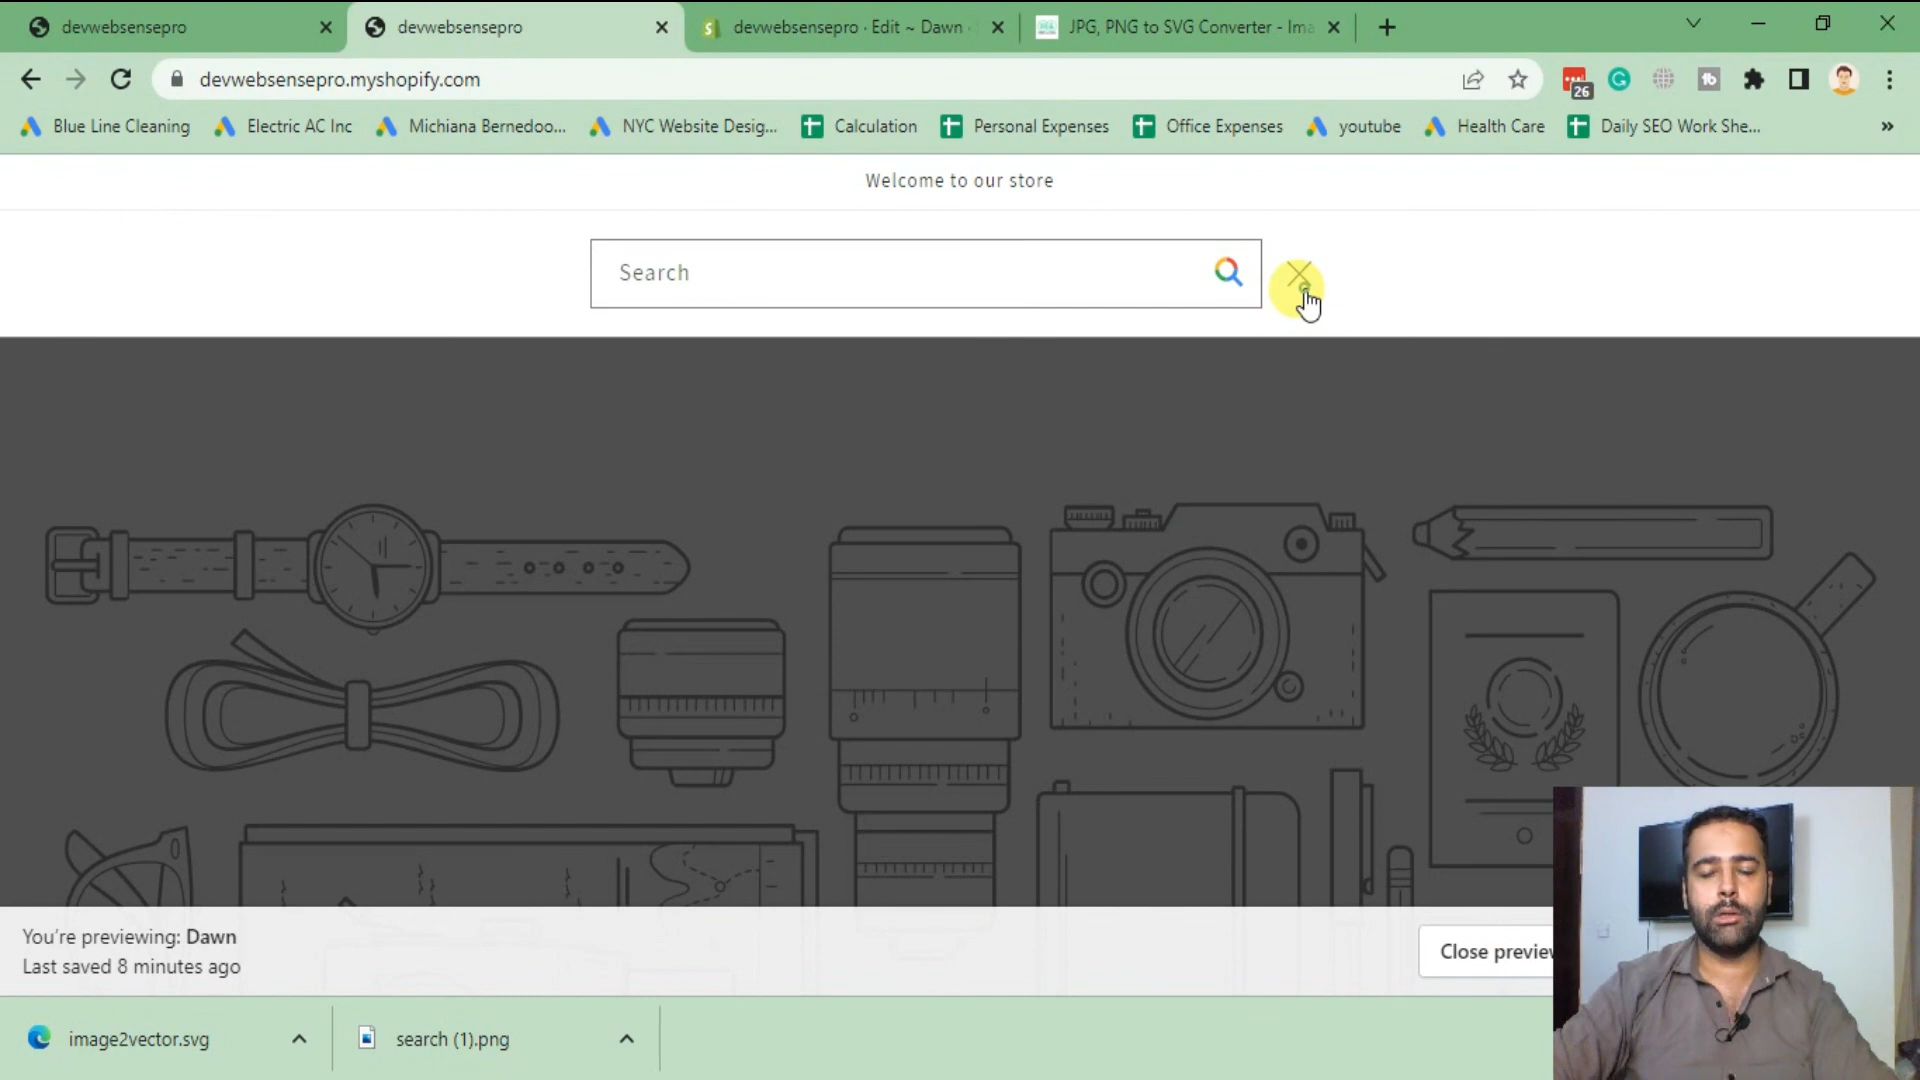 devwebsensepro
devwebsensepro
devwebsensepro · Edit ~ Dawn ·
JPG, PNG to SVG Converter - Ima
devwebsensepro.myshopify.com
26
Blue Line Cleaning
Electric AC Inc
Michiana Bernedoo...
NYC Website Desig...
Calculation
Personal Expenses
Office Expenses
youtube
Health Care
Daily SEO Work She...
Welcome to our store
Search
You're previewing: Dawn
Last saved 8 minutes ago
Close preview
image2vector.svg
search (1).png